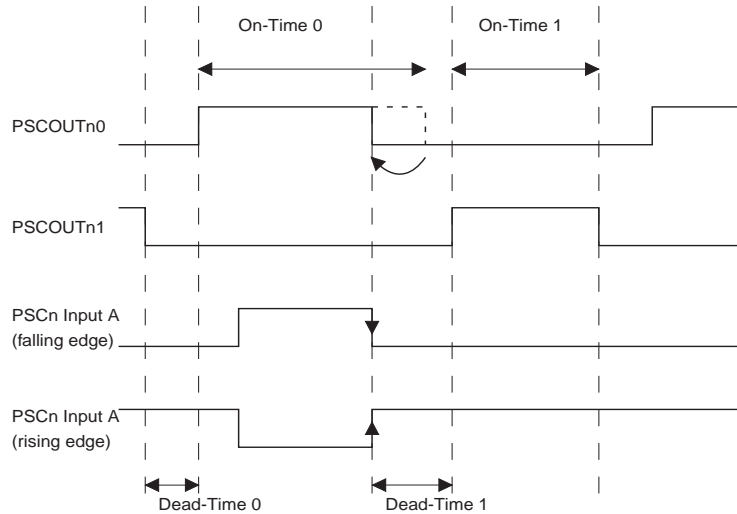 On-Time 0
On-Time 1
PSCOUTn0
PSCOUTn1
PSCn Input A
(falling edge)
PSCn Input A
(rising edge)
Dead-Time 0
Dead-Time 1